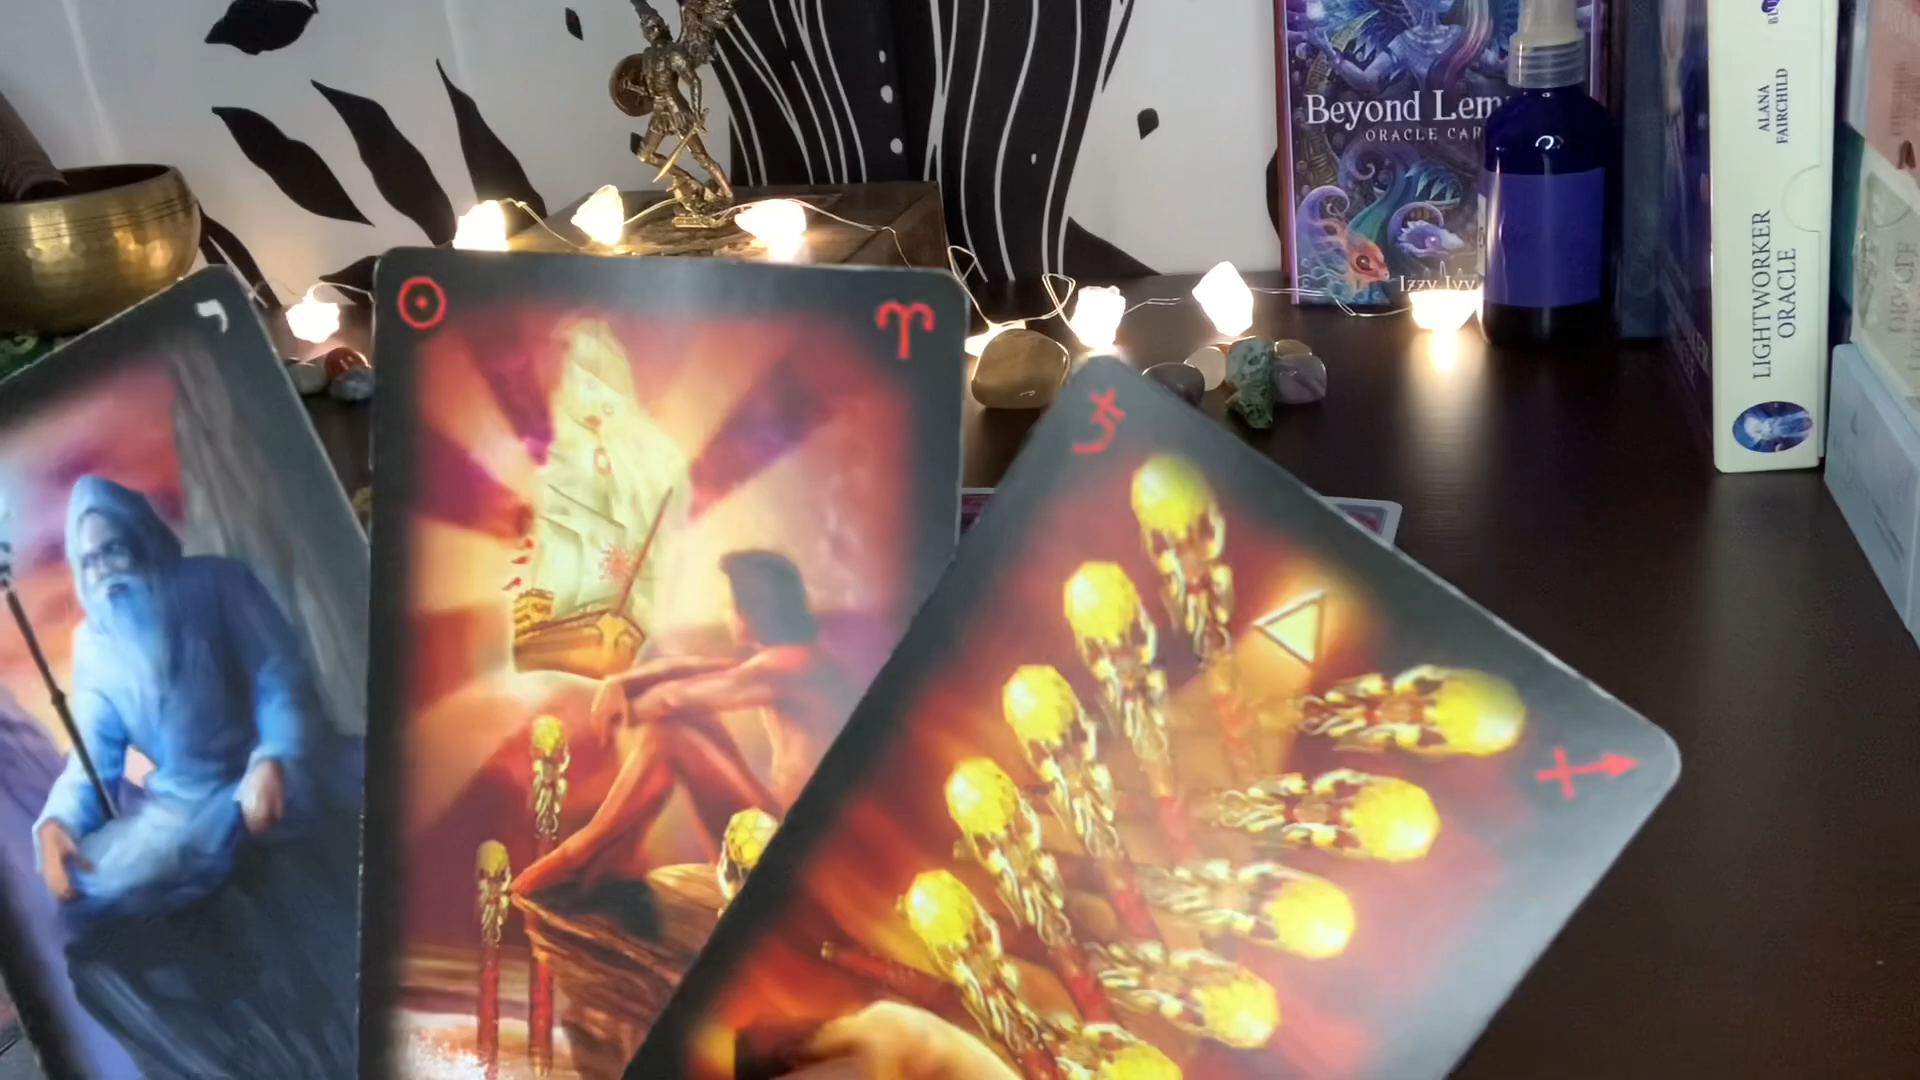 Beyond Lem
ORACLE CAR
Izzy Ivy
ALANA
FAIRCHILD
LIGHTWORKER
ORACLE